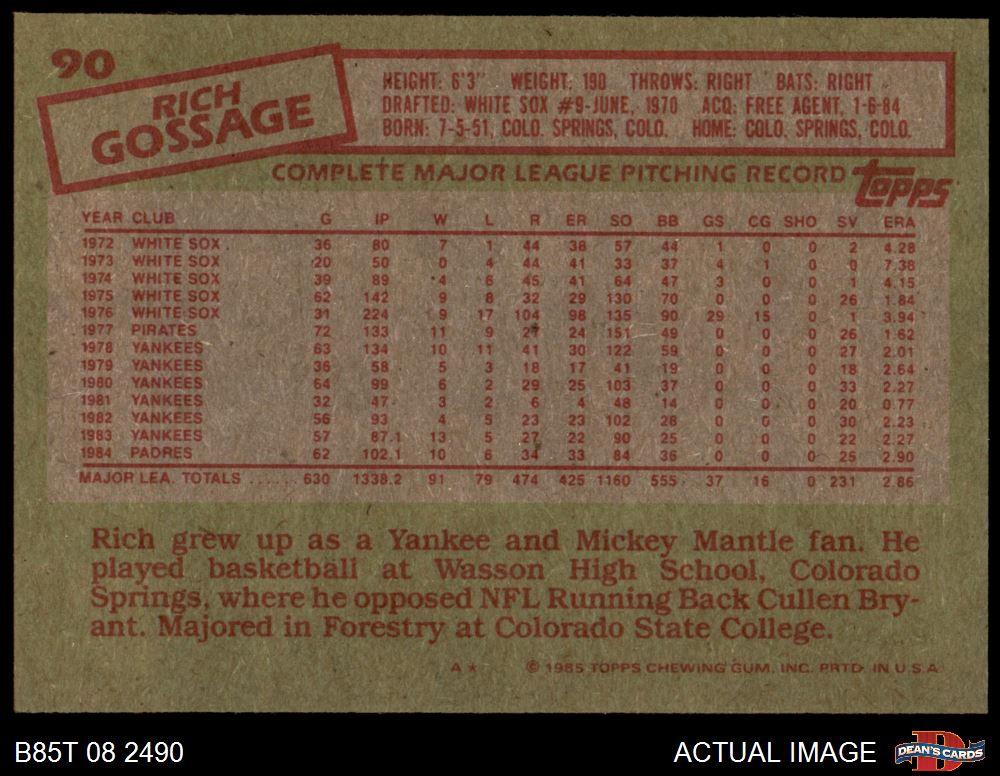 90
RICH
GOSSAGE
HEIGHT: 6'3" WEIGHT: 190 THROWS: RIGHT BATS: RIGHT
DRAFTED: WHITE SOX #9-JUNE, 1970 ACQ: FREE AGENT, 1-6-84
BORN: 7-5-51, COLO. SPRINGS, COLO. HOME: COLO. SPRINGS, COLO.
COMPLETE MAJOR LEAGUE PITCHING RECORD topps
YEAR CLUB G IP W L R ER SO BB GS CG SHO SV ERA
1972 WHITE SOX 36 80 7 1 44 38 57 44 1 0 0 2 4.28
1973 WHITE SOX 20 50 0 4 44 41 33 37 4 1 0 0 7.38
1974 WHITE SOX 39 89 4 6 45 41 64 47 3 0 0 1 4.15
1975 WHITE SOX 62 142 9 8 32 29 130 70 0 0 0 26 1.84
1976 WHITE SOX 31 224 9 17 104 98 135 90 29 15 0 1 3.94
1977 PIRATES 72 133 11 9 27 24 151 49 0 0 0 26 1.62
1978 YANKEES 63 134 10 11 41 30 122 59 0 0 0 27 2.01
1979 YANKEES 36 58 5 3 18 17 41 19 0 0 0 18 2.64
1980 YANKEES 64 99 6 2 29 25 103 37 0 0 0 33 2.27
1981 YANKEES 32 47 3 2 6 4 48 14 0 0 0 20 0.77
1982 YANKEES 56 93 4 5 23 23 102 28 0 0 0 30 2.23
1983 YANKEES 57 87.1 13 5 27 22 90 25 0 0 0 22 2.27
1984 PADRES 62 102.1 10 6 34 33 84 36 0 0 0 25 2.90
MAJOR LEA. TOTALS ...... 630 1338.2 91 79 474 425 1160 555 37 16 0 231 2.86
Rich grew up as a Yankee and Mickey Mantle fan. He
played basketball at Wasson High School, Colorado
Springs, where he opposed NFL Running Back Cullen Bry-
ant. Majored in Forestry at Colorado State College.
A * © 1985 TOPPS CHEWING GUM, INC. PRTD. IN U.S.A.
B85T 08 2490 ACTUAL IMAGE DEAN'S CARDS